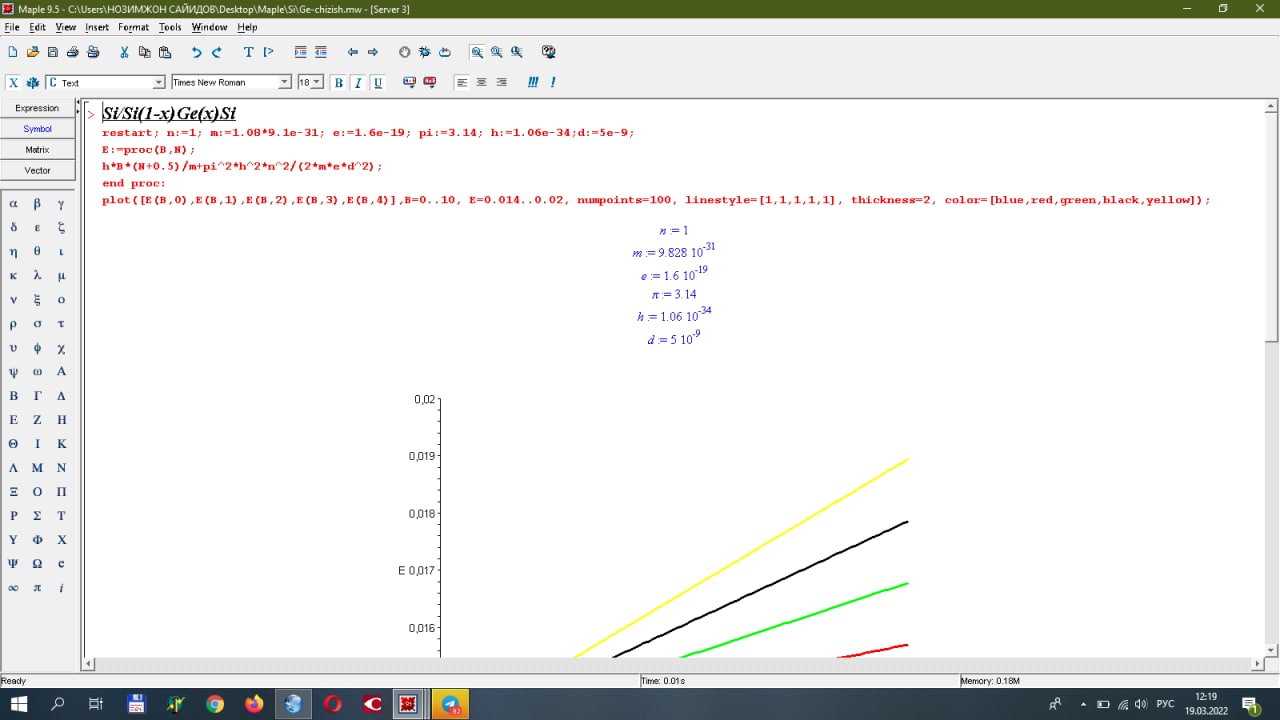 Maple 9.5 - C:\Users\НОЗИМЖОН САЙИДОВ\Desktop\Maple\Si\Ge-chizish.mw - [Server 3]
File Edit View Insert Format Tools Window Help
C Text Times New Roman 18 B I U !!! !
Expression
Symbol
Matrix
Vector
α β γ
δ ε ζ
η θ ι
κ λ μ
ν ξ ο
ρ σ τ
υ ϕ χ
ψ ω Α
Β Γ Δ
Ε Ζ Η
Θ Ι Κ
Λ Μ Ν
Ξ Ο Π
Ρ Σ Τ
Υ Φ Χ
Ψ Ω e
∞ π i
> Si/Si(1-x)Ge(x)Si
restart; n:=1; m:=1.08*9.1e-31; e:=1.6e-19; pi:=3.14; h:=1.06e-34;d:=5e-9;
E:=proc(B,N);
h*B*(N+0.5)/m+pi^2*h^2*n^2/(2*m*e*d^2);
end proc:
plot([E(B,0),E(B,1),E(B,2),E(B,3),E(B,4)],B=0..10, E=0.014..0.02, numpoints=100, linestyle=[1,1,1,1,1], thickness=2, color=[blue,red,green,black,yellow]);
n := 1
m := 9.828 10^-31
e := 1.6 10^-19
π := 3.14
h := 1.06 10^-34
d := 5 10^-9
0,02
0,019
0,018
E 0,017
0,016
Ready
Time: 0.01s
Memory: 0.18M
92
РУС
12:19
19.03.2022
1